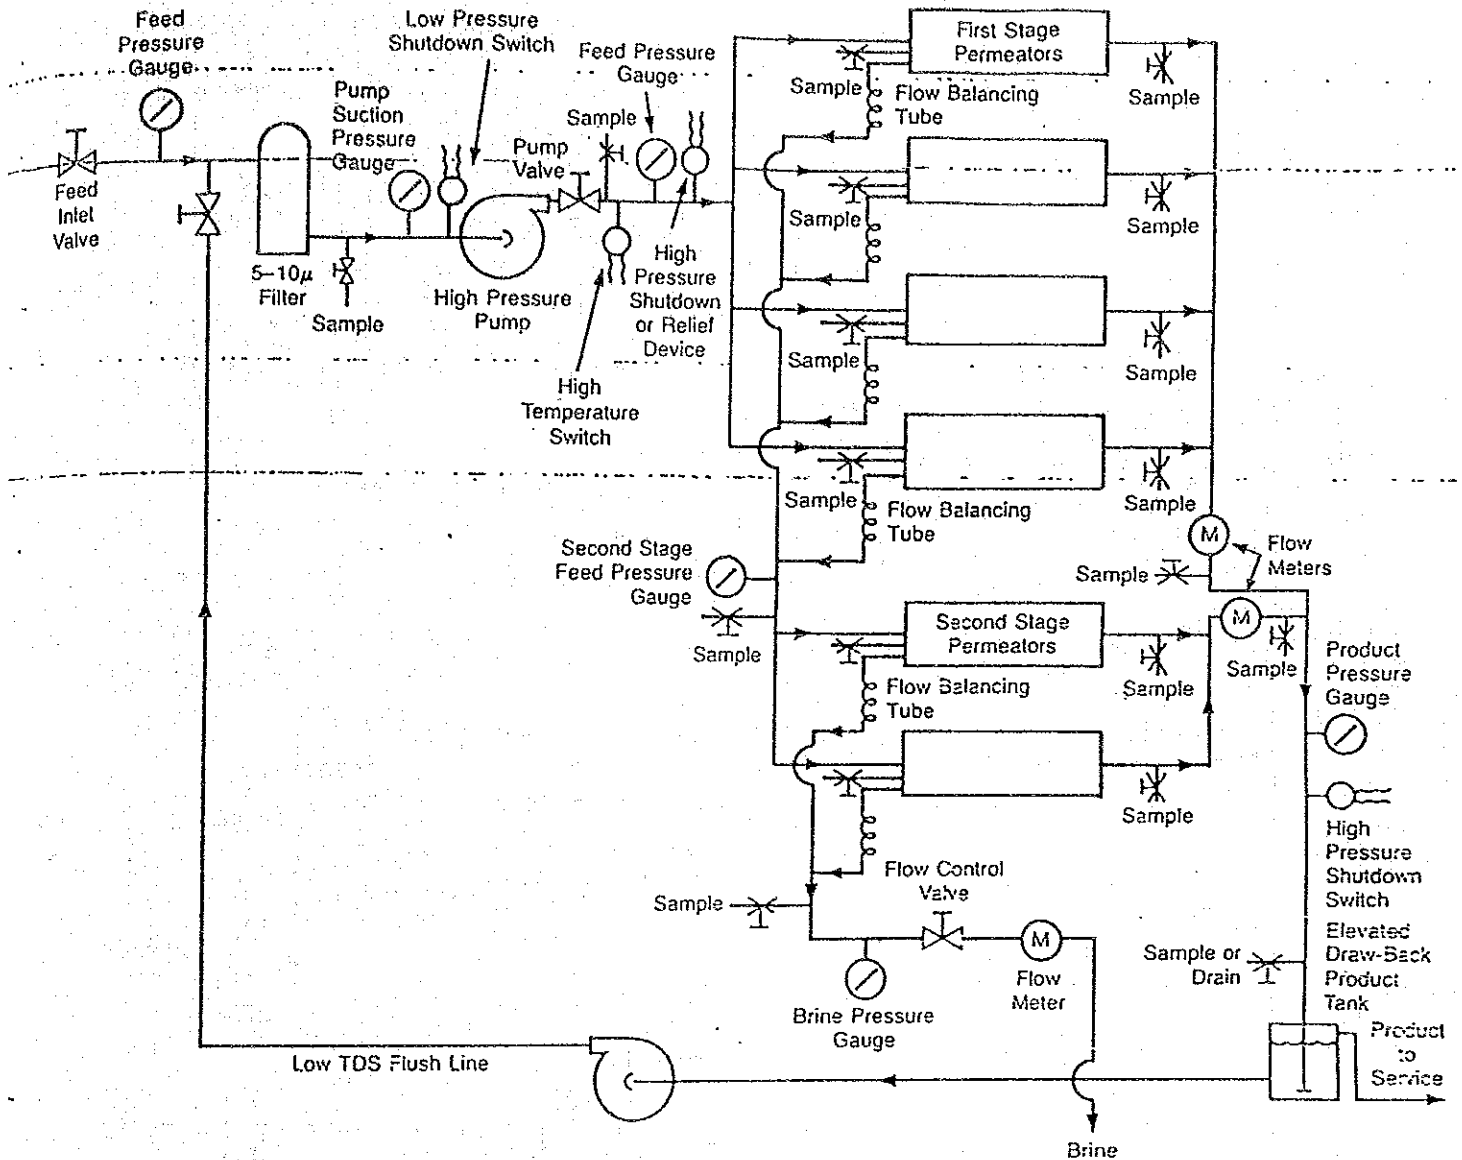 Feed
Pressure
Gauge
Low Pressure
Shutdown Switch
Feed Pressure
Gauge
Pump
Suction
Pressure
Gauge
Sample
Pump
Valve
Feed
Inlet
Valve
5–10μ
Filter
Sample
High Pressure
Pump
High
Pressure
Shutdown
or Relief
Device
High
Temperature
Switch
First Stage
Permeators
Sample
Flow Balancing
Tube
Sample
Sample
Sample
Sample
Sample
Sample
Sample
Flow Balancing
Tube
M
Flow
Meters
Sample
Second Stage
Feed Pressure
Gauge
Sample
Second Stage
Permeators
M
Sample
Sample
Flow Balancing
Tube
Product
Pressure
Gauge
Sample
High
Pressure
Shutdown
Switch
Flow Control
Valve
Sample
M
Flow
Meter
Brine Pressure
Gauge
Sample or
Drain
Elevated
Draw-Back
Product
Tank
Product
to
Service
Low TDS Flush Line
Brine